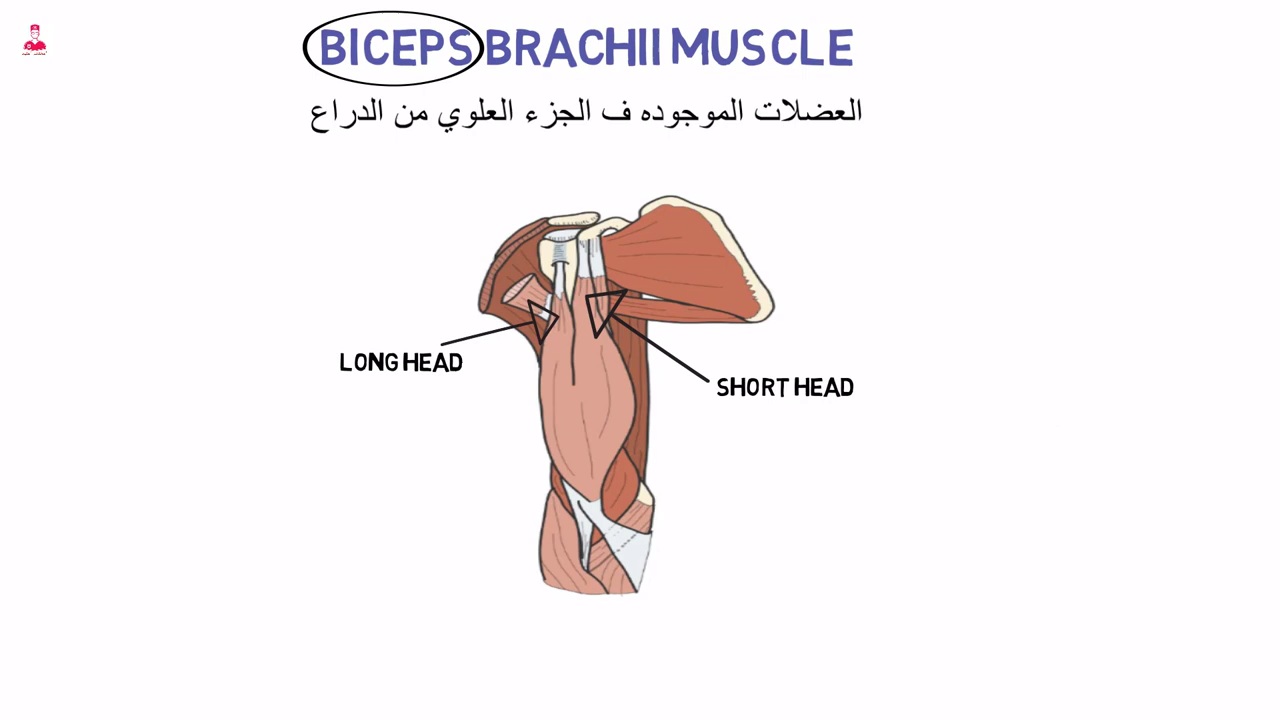 BICEPS BRACHII MUSCLE
العضلات الموجوده ف الجزء العلوي من الدراع
LONG HEAD
SHORT HEAD